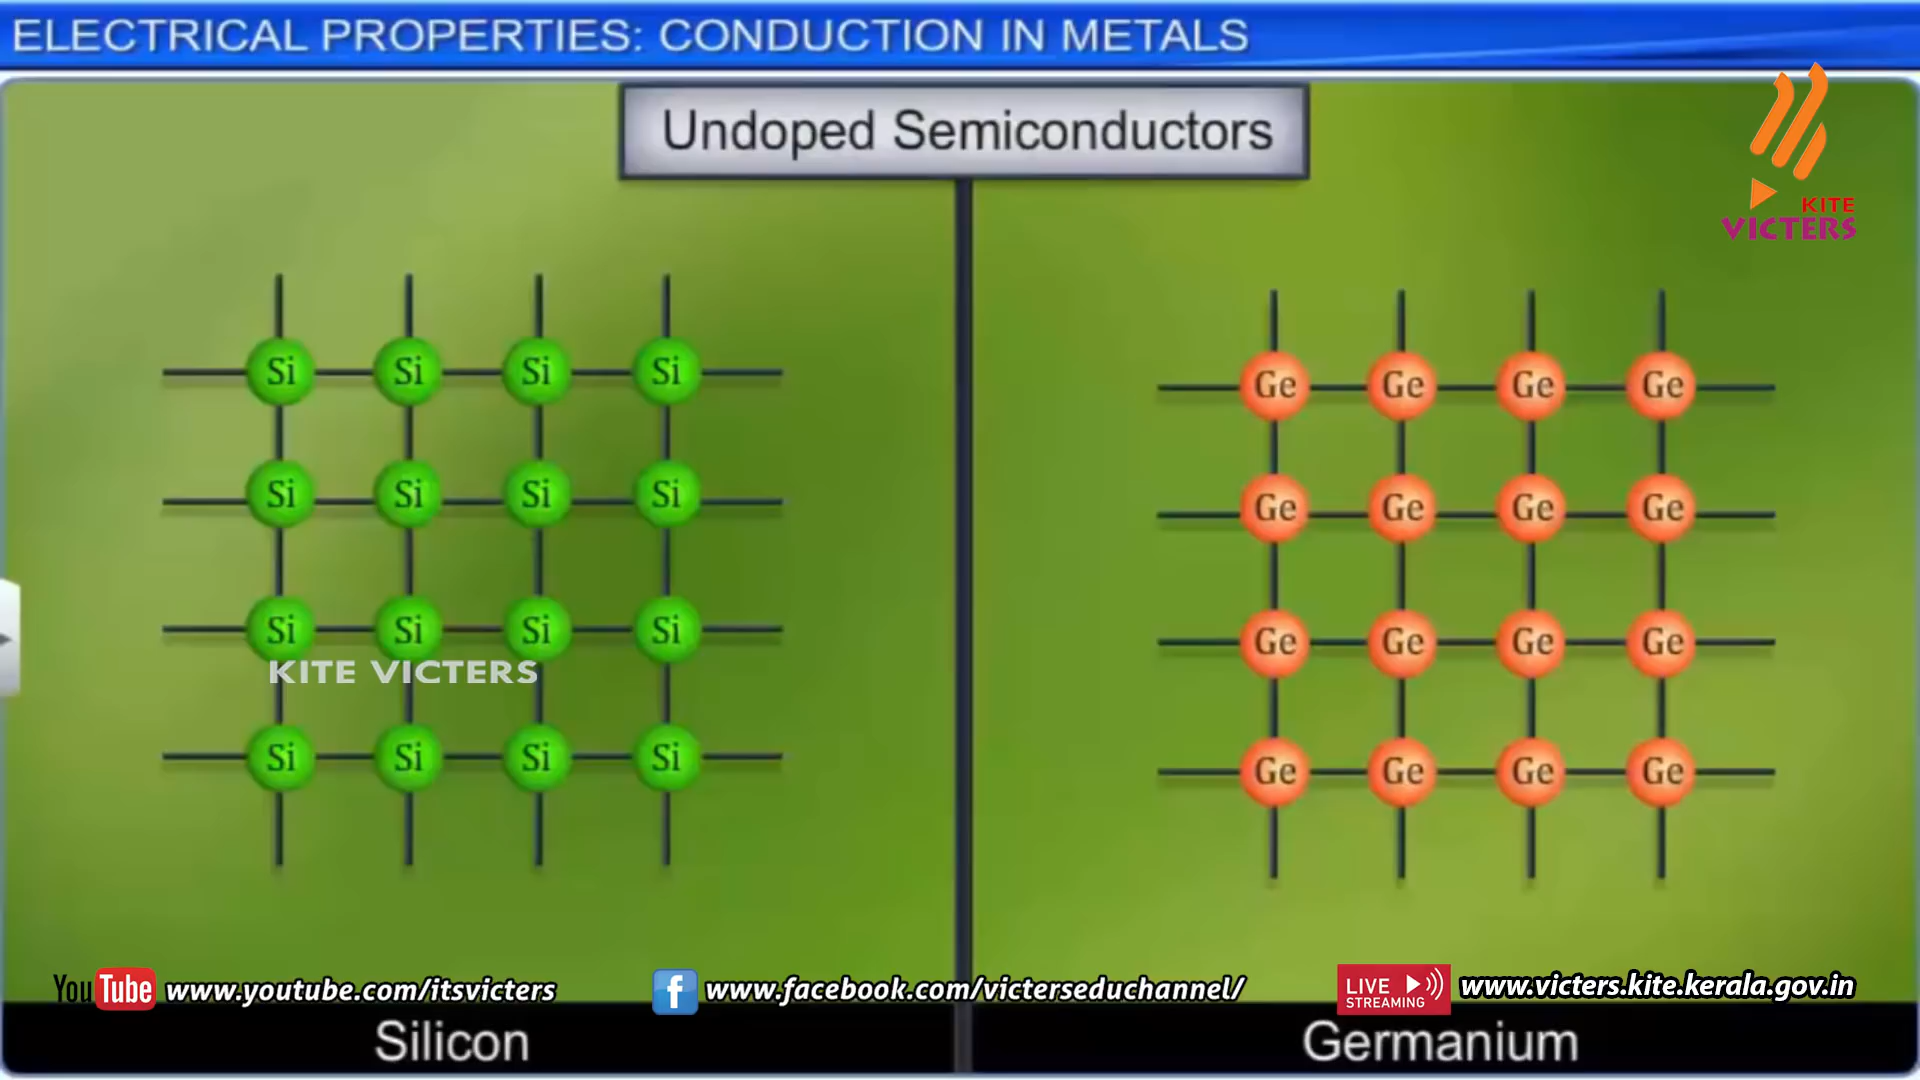 ELECTRICAL PROPERTIES: CONDUCTION IN METALS
Undoped Semiconductors
KITE
VICTERS
Si Si Si Si
Ge Ge Ge Ge
Si Si Si Si
Ge Ge Ge Ge
Si Si Si Si
Ge Ge Ge Ge
KITE VICTERS
Si Si Si Si
Ge Ge Ge Ge
YouTube www.youtube.com/itsvicters
f www.facebook.com/victerseduchannel/
LIVE
STREAMING
www.victers.kite.kerala.gov.in
Silicon
Germanium